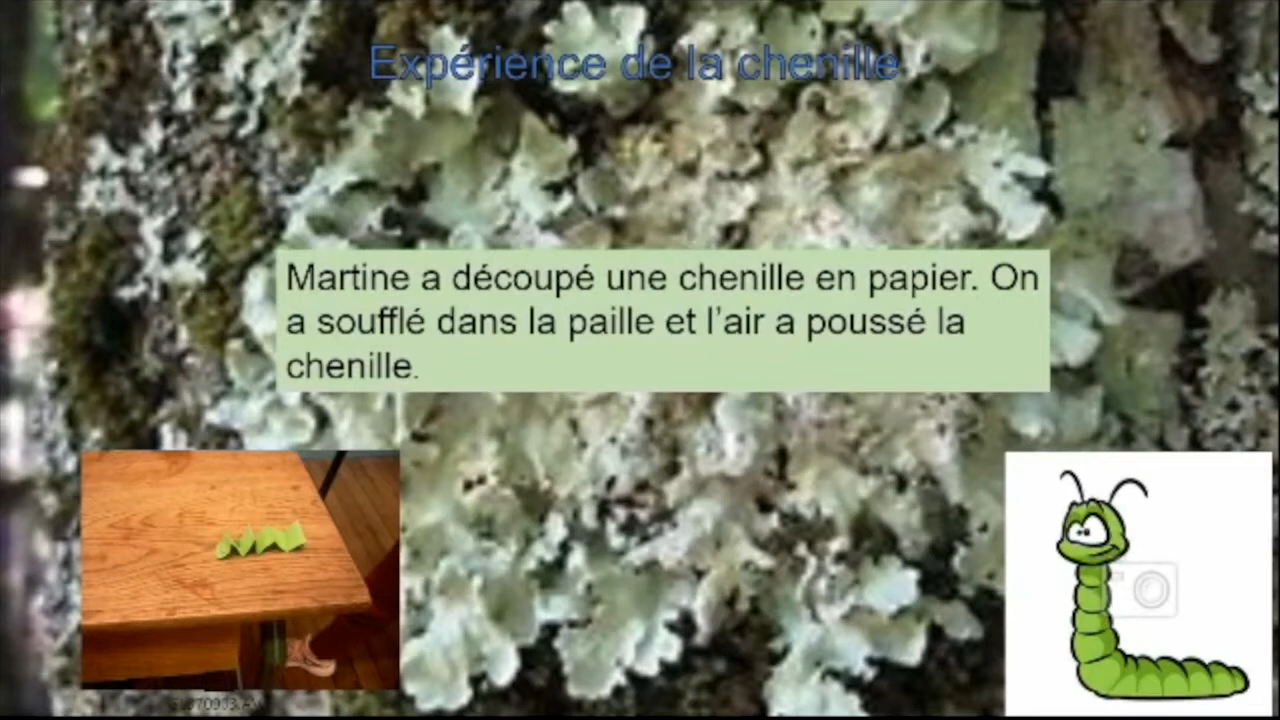 Expérience de la chenille
Martine a découpé une chenille en papier. On
a soufflé dans la paille et l’air a poussé la
chenille.